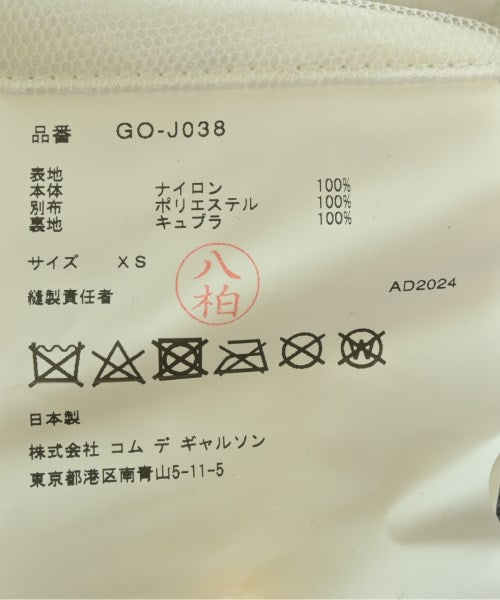 品番 GO-J038
表地
本体 ナイロン 100%
別布 ポリエステル 100%
裏地 キュプラ 100%
サイズ XS
八柏
縫製責任者
AD2024
W
日本製
株式会社 コム デ ギャルソン
東京都港区南青山5-11-5